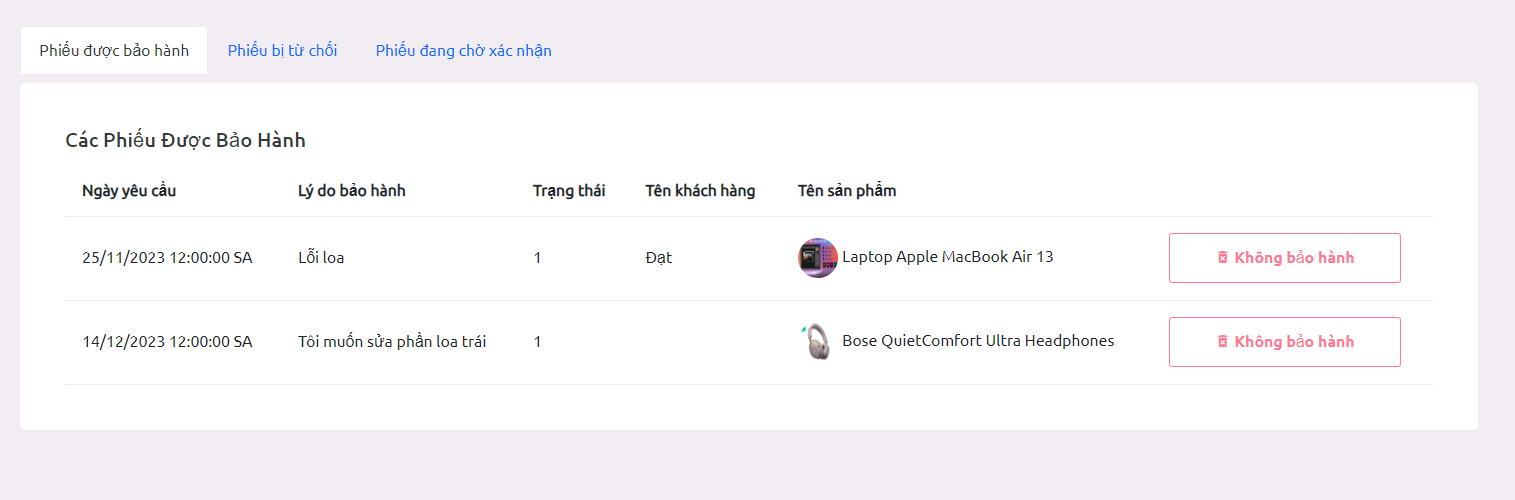 Phiếu được bảo hành Phiếu bị từ chối Phiếu đang chờ xác nhận
Các Phiếu Được Bảo Hành
Ngày yêu cầu Lý do bảo hành Trạng thái Tên khách hàng Tên sản phẩm
25/11/2023 12:00:00 SA Lỗi loa 1 Đạt Laptop Apple MacBook Air 13 Không bảo hành
14/12/2023 12:00:00 SA Tôi muốn sửa phần loa trái 1 Bose QuietComfort Ultra Headphones Không bảo hành